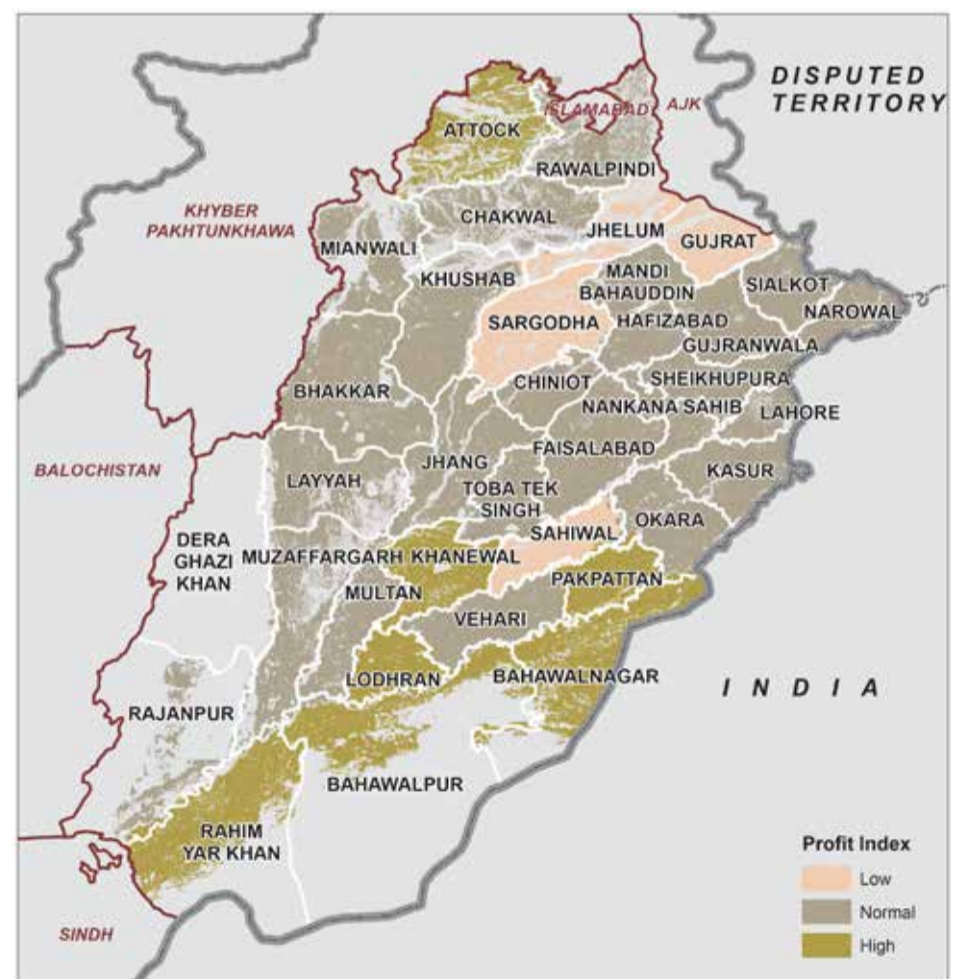 DISPUTED
TERRITORY
ISLAMABAD
AJK
ATTOCK
RAWALPINDI
KHYBER
PAKHTUNKHAWA
CHAKWAL
JHELUM
GUJRAT
MIANWALI
KHUSHAB
MANDI
BAHAUDDIN
SIALKOT
NAROWAL
SARGODHA
HAFIZABAD
GUJRANWALA
BHAKKAR
CHINIOT
SHEIKHUPURA
NANKANA SAHIB
LAHORE
BALOCHISTAN
LAYYAH
JHANG
FAISALABAD
KASUR
TOBA TEK
SINGH
OKARA
SAHIWAL
DERA
GHAZI
KHAN
MUZAFFARGARH
KHANEWAL
MULTAN
PAKPATTAN
VEHARI
LODHRAN
BAHAWALNAGAR
INDIA
RAJANPUR
BAHAWALPUR
RAHIM
YAR KHAN
SINDH
Profit Index
Low
Normal
High